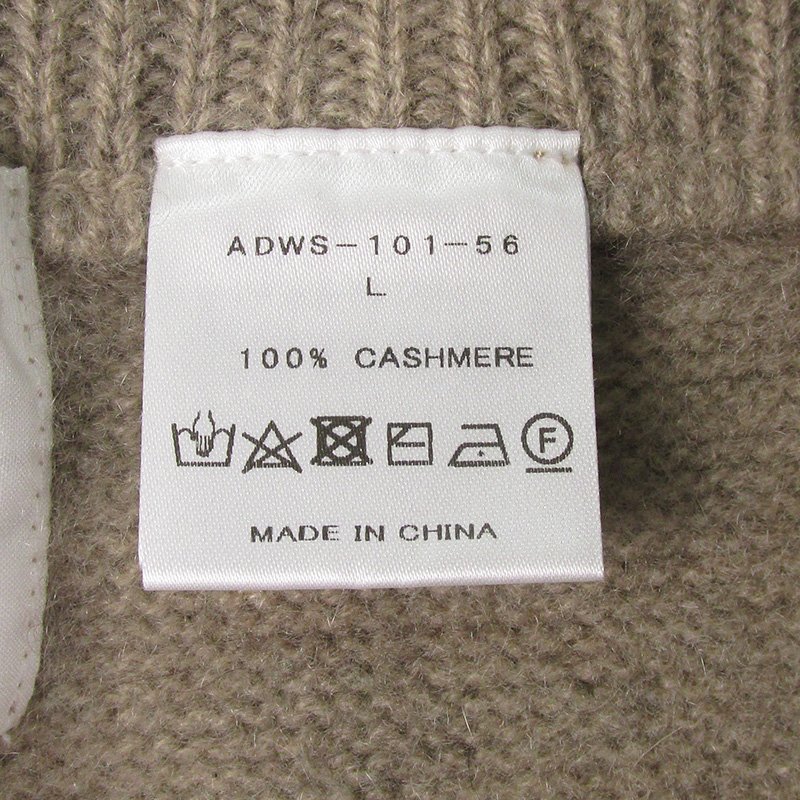 ADWS-101-56
L
100% CASHMERE
F
MADE IN CHINA